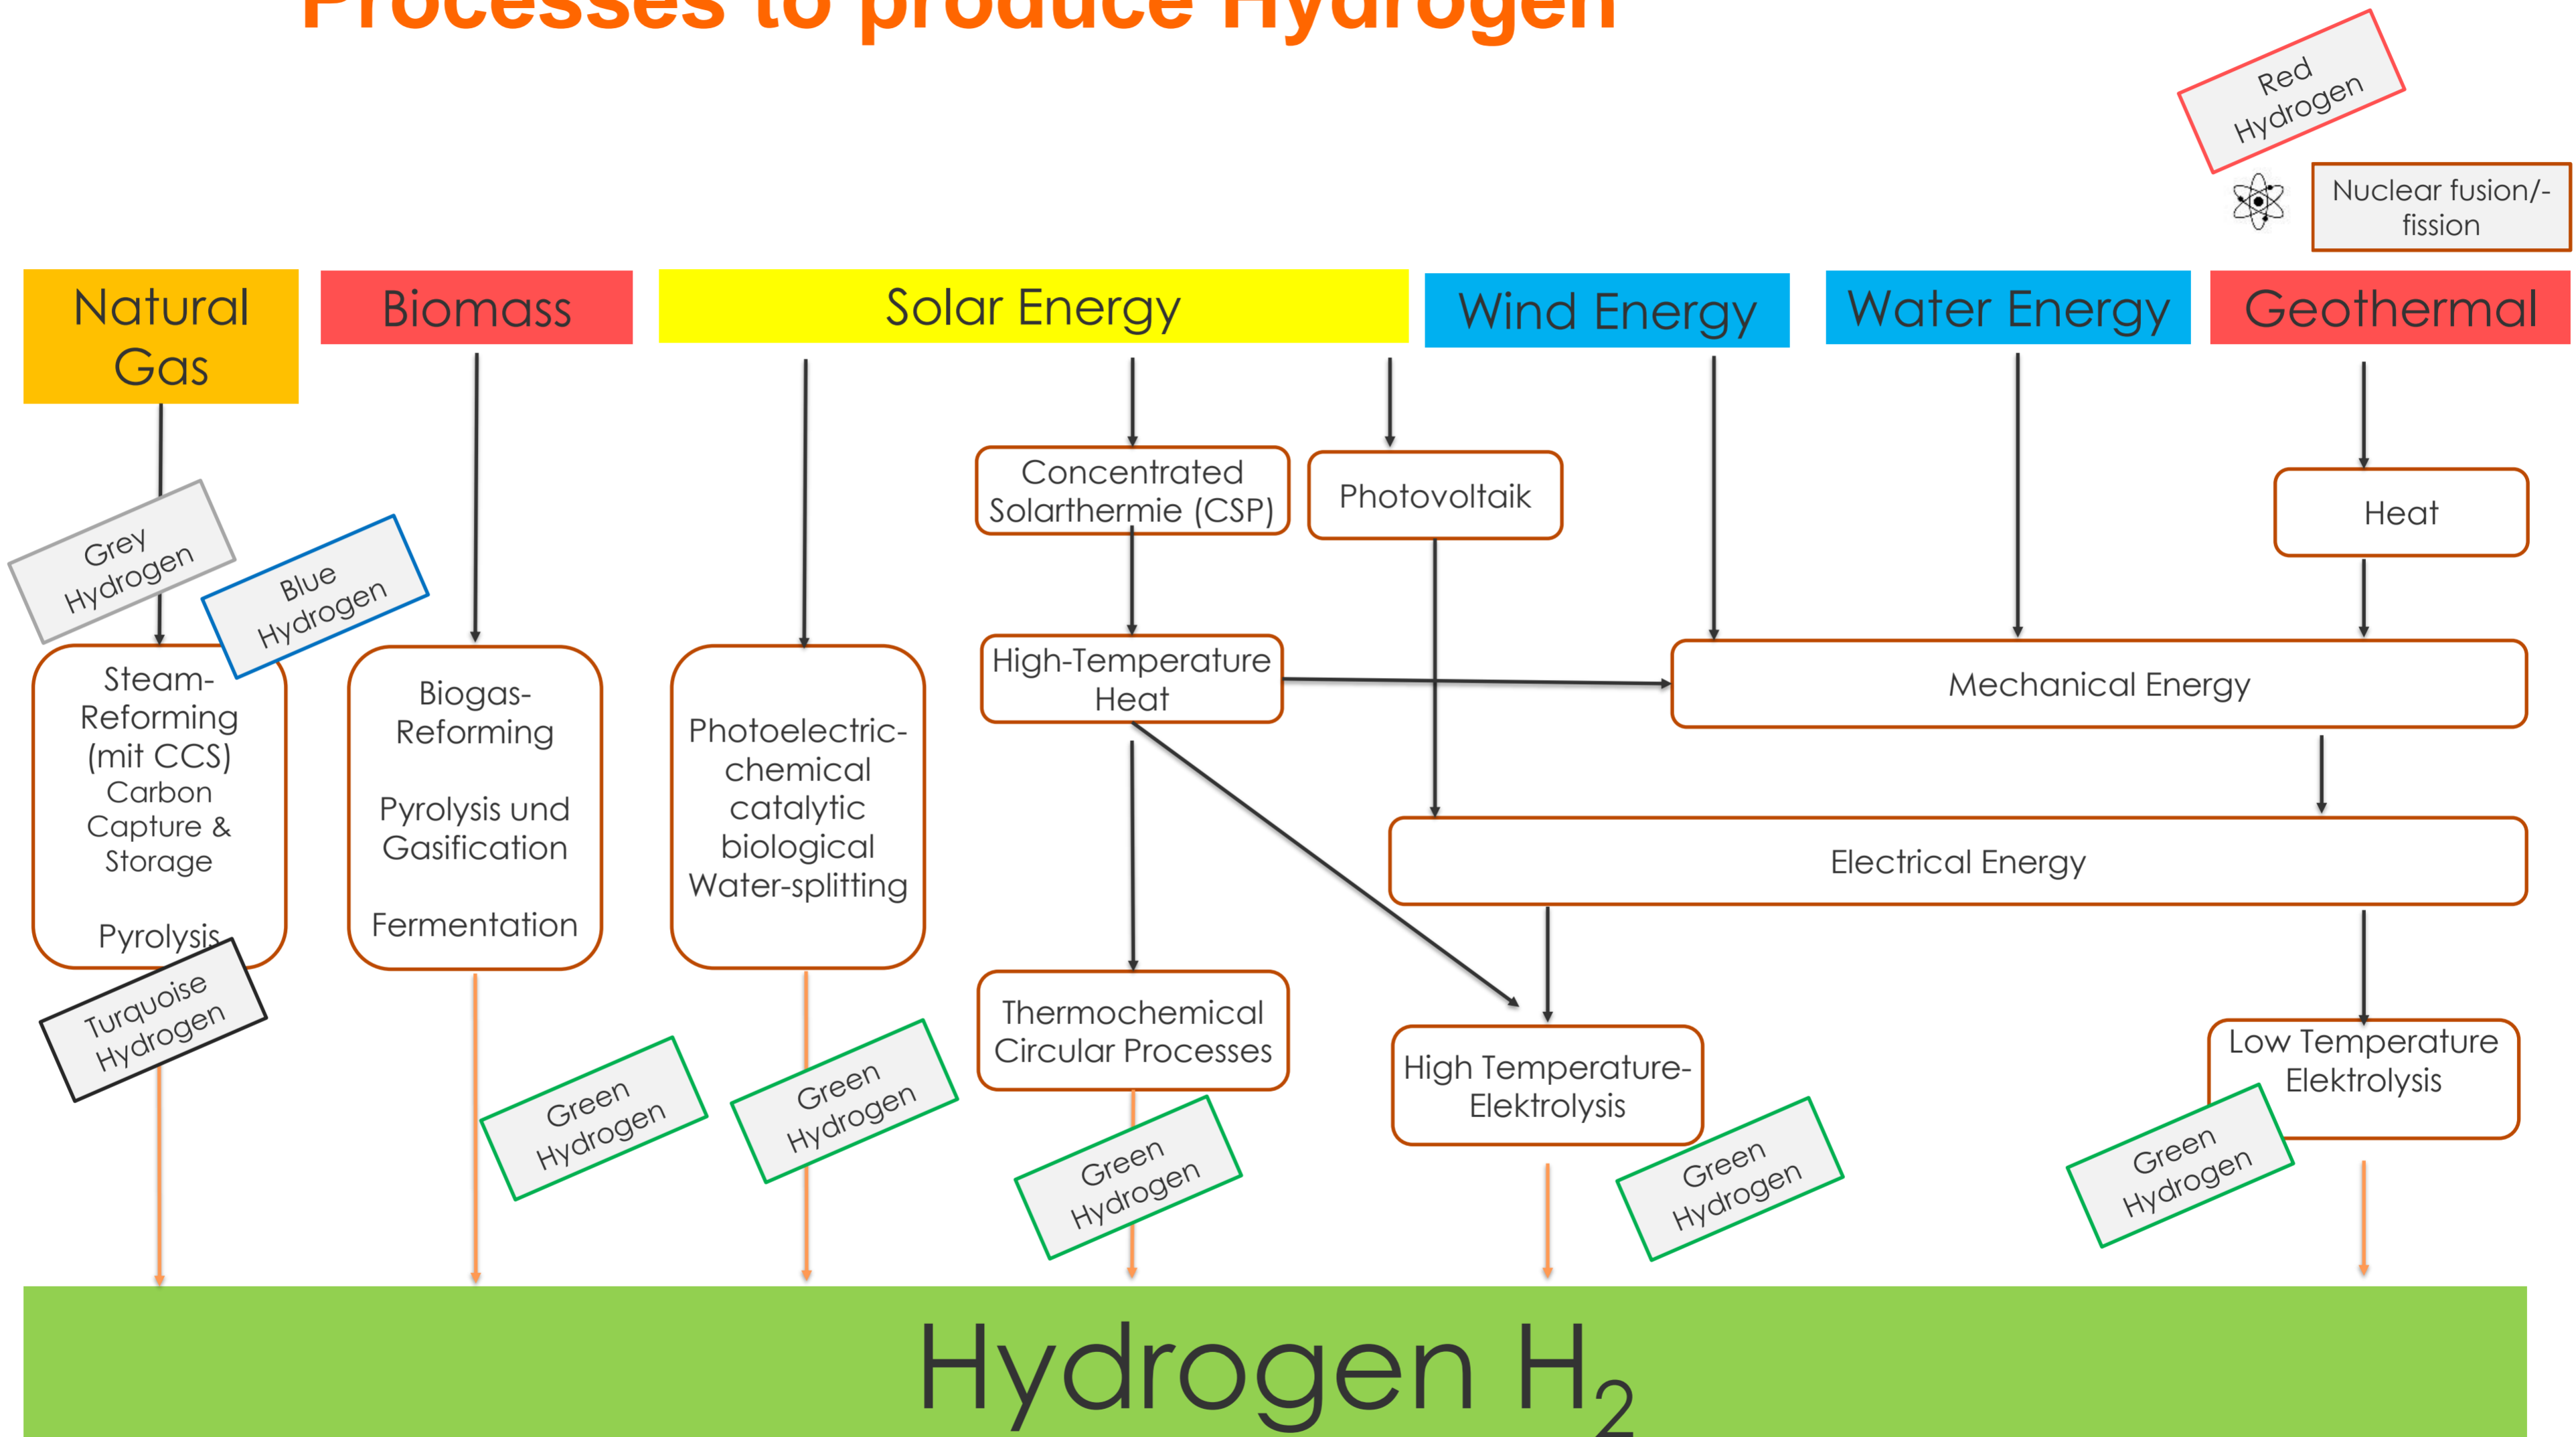 Processes to produce Hydrogen
Red
Hydrogen
Nuclear fusion/-
fission
Natural
Gas
Biomass
Solar Energy
Wind Energy
Water Energy
Geothermal
Concentrated
Solarthermie (CSP)
Photovoltaik
Heat
Grey
Hydrogen
Blue
Hydrogen
Steam-
Reforming
(mit CCS)
Carbon
Capture &
Storage
Pyrolysis
Biogas-
Reforming
Pyrolysis und
Gasification
Fermentation
Photoelectric-
chemical
catalytic
biological
Water-splitting
High-Temperature
Heat
Mechanical Energy
Electrical Energy
Turquoise
Hydrogen
Thermochemical
Circular Processes
High Temperature-
Elektrolysis
Low Temperature
Elektrolysis
Green
Hydrogen
Green
Hydrogen
Green
Hydrogen
Green
Hydrogen
Green
Hydrogen
Hydrogen H₂